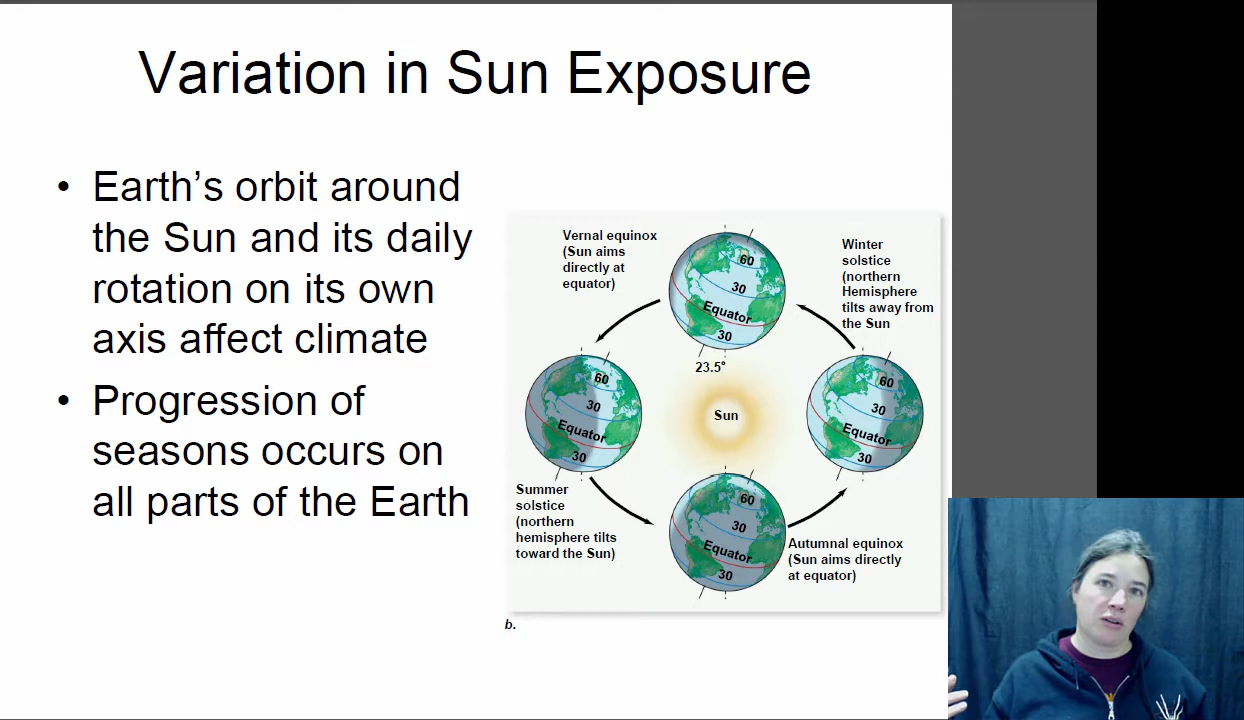 Variation in Sun Exposure
• Earth’s orbit around
the Sun and its daily
rotation on its own
axis affect climate
• Progression of
seasons occurs on
all parts of the Earth
Vernal equinox
(Sun aims
directly at
equator)
60
30
Equator
30
23.5°
Winter
solstice
(northern
Hemisphere
tilts away from
the Sun
60
30
Equator
30
Sun
60
30
Equator
30
Summer
solstice
(northern
hemisphere tilts
toward the Sun)
60
30
Equator
30
Autumnal equinox
(Sun aims directly
at equator)
b.